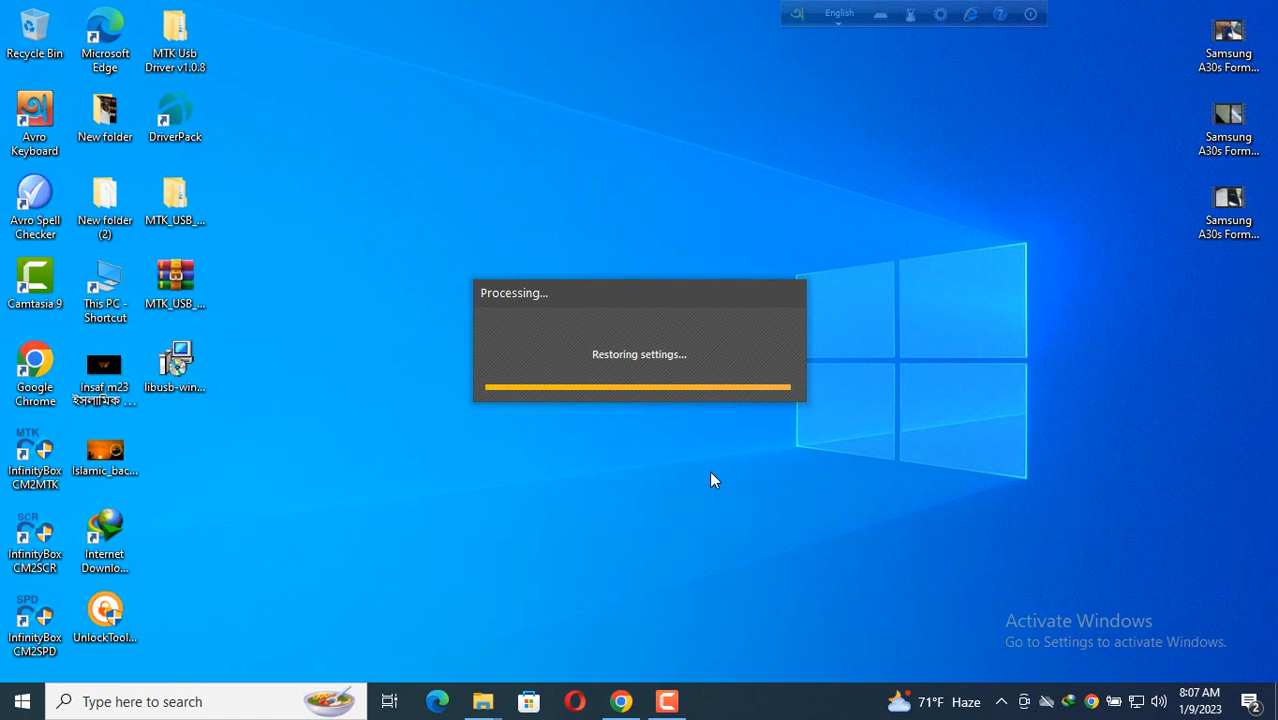 Recycle Bin
Microsoft
Edge
MTK Usb
Driver v1.0.8
Avro
Keyboard
New folder
DriverPack
Avro Spell
Checker
New folder
(2)
MTK_USB_...
Camtasia 9
This PC -
Shortcut
MTK_USB_...
Google
Chrome
Insaf m23
ইসলামিক ...
libusb-win...
MTK
InfinityBox
CM2MTK
Islamic_bac...
SCR
InfinityBox
CM2SCR
Internet
Downlo...
SPD
InfinityBox
CM2SPD
UnlockTool...
অ
English
Samsung
A30s Form...
Samsung
A30s Form...
Samsung
A30s Form...
Processing...
Restoring settings...
Activate Windows
Go to Settings to activate Windows.
Type here to search
71°F Haze
8:07 AM
1/9/2023
2